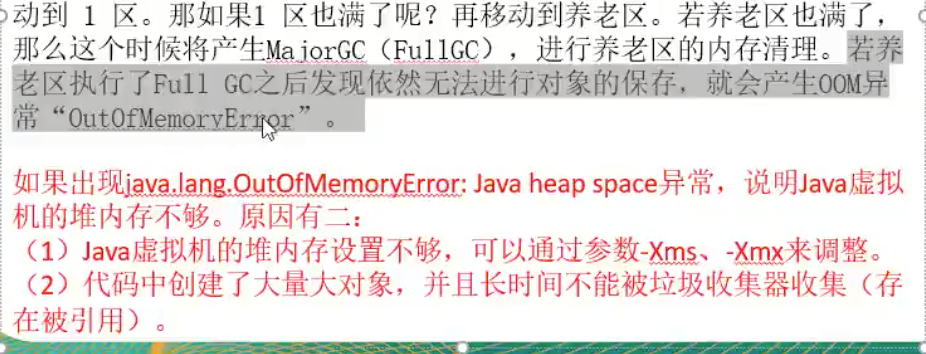 动到 1 区。那如果1 区也满了呢？再移动到养老区。若养老区也满了，
那么这个时候将产生MajorGC（FullGC），进行养老区的内存清理。若养
老区执行了Full GC之后发现依然无法进行对象的保存，就会产生OOM异
常“OutOfMemoryError”。
如果出现java.lang.OutOfMemoryError: Java heap space异常，说明Java虚拟
机的堆内存不够。原因有二：
（1）Java虚拟机的堆内存设置不够，可以通过参数-Xms、-Xmx来调整。
（2）代码中创建了大量大对象，并且长时间不能被垃圾收集器收集（存
在被引用）。